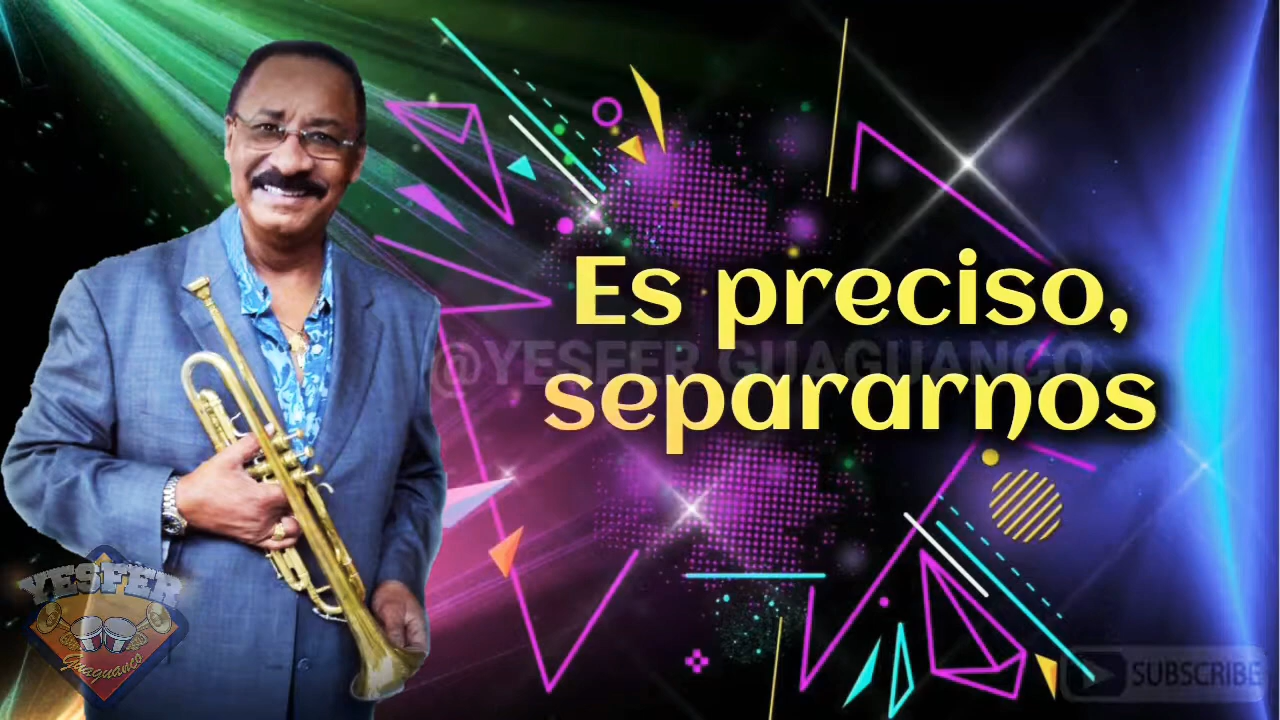 Es preciso,
@YESFER GUAGUANCO
separarnos
YESFER
Guaguancó
SUBSCRIBE